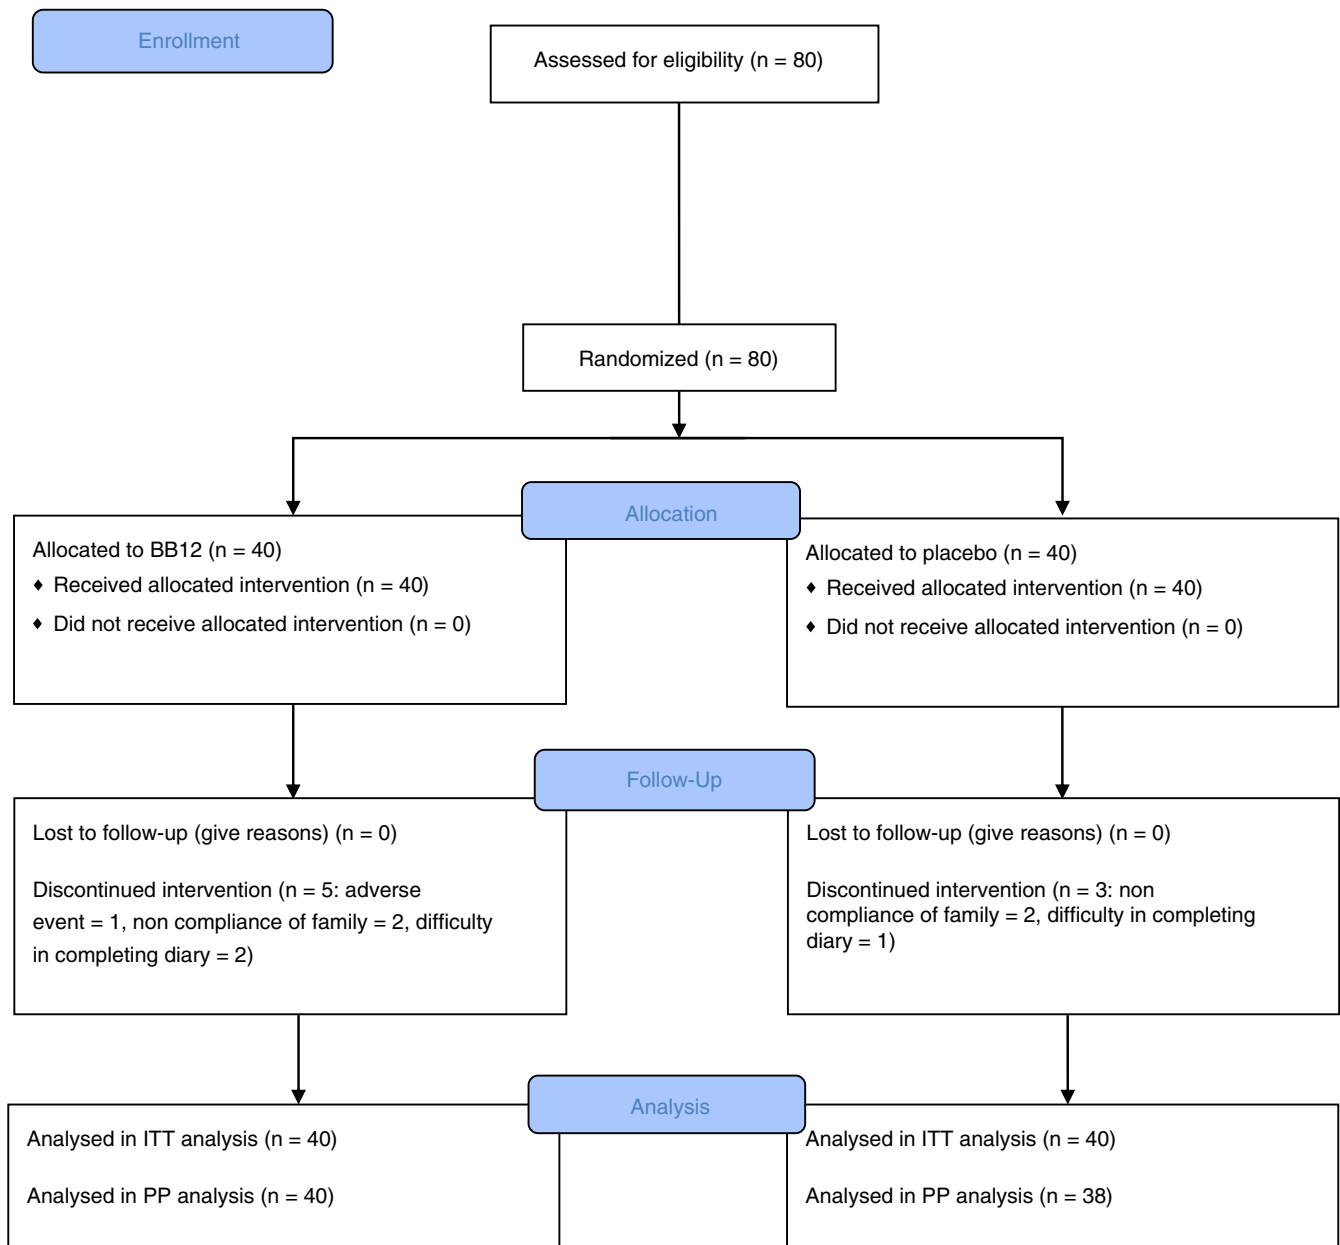 Enrollment
Assessed for eligibility (n = 80)
Randomized (n = 80)
Allocation
Allocated to BB12 (n = 40)
♦ Received allocated intervention (n = 40)
♦ Did not receive allocated intervention (n = 0)
Allocated to placebo (n = 40)
♦ Received allocated intervention (n = 40)
♦ Did not receive allocated intervention (n = 0)
Follow-Up
Lost to follow-up (give reasons) (n = 0)
Discontinued intervention (n = 5: adverse
event = 1, non compliance of family = 2, difficulty
in completing diary = 2)
Lost to follow-up (give reasons) (n = 0)
Discontinued intervention (n = 3: non
compliance of family = 2, difficulty in completing
diary = 1)
Analysis
Analysed in ITT analysis (n = 40)
Analysed in PP analysis (n = 40)
Analysed in ITT analysis (n = 40)
Analysed in PP analysis (n = 38)